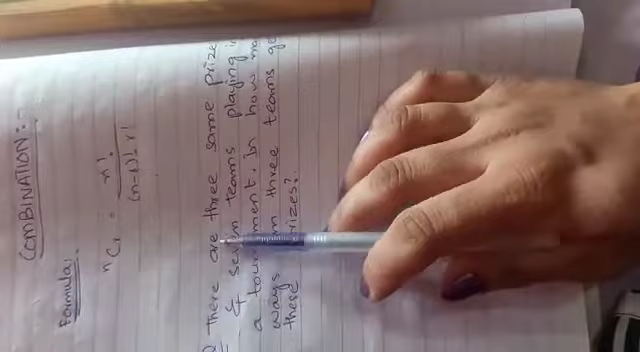 COMBINATION:-
Formula:
nCr = n!
(n-r)! r!
Q There are three same prize
& seven teams playing in
a tournament. In how
ways three teams
these prizes?